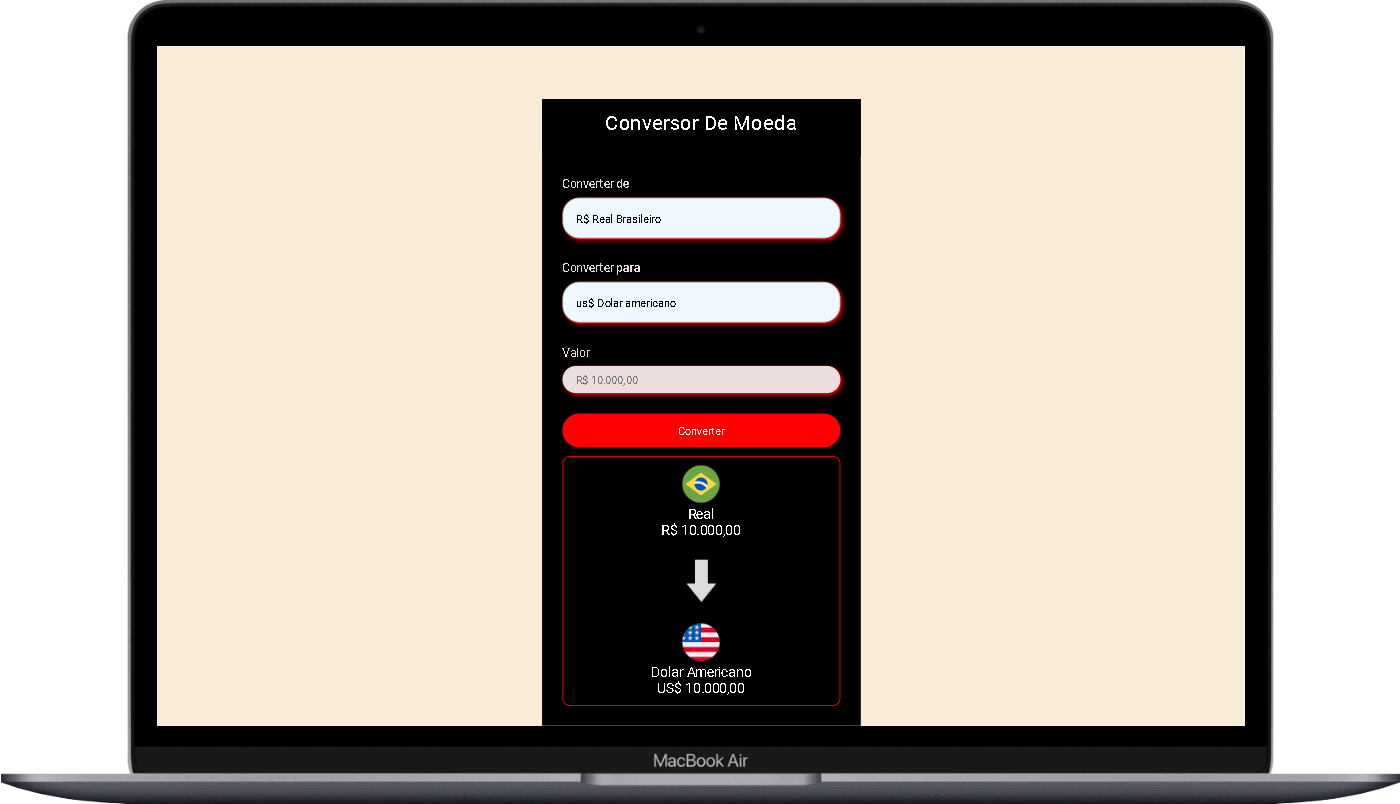 Conversor De Moeda
Converter de
R$ Real Brasileiro
Converter para
us$ Dolar americano
Valor
R$ 10.000,00
Converter
Real
R$ 10.000,00
Dolar Americano
US$ 10.000,00
MacBook Air